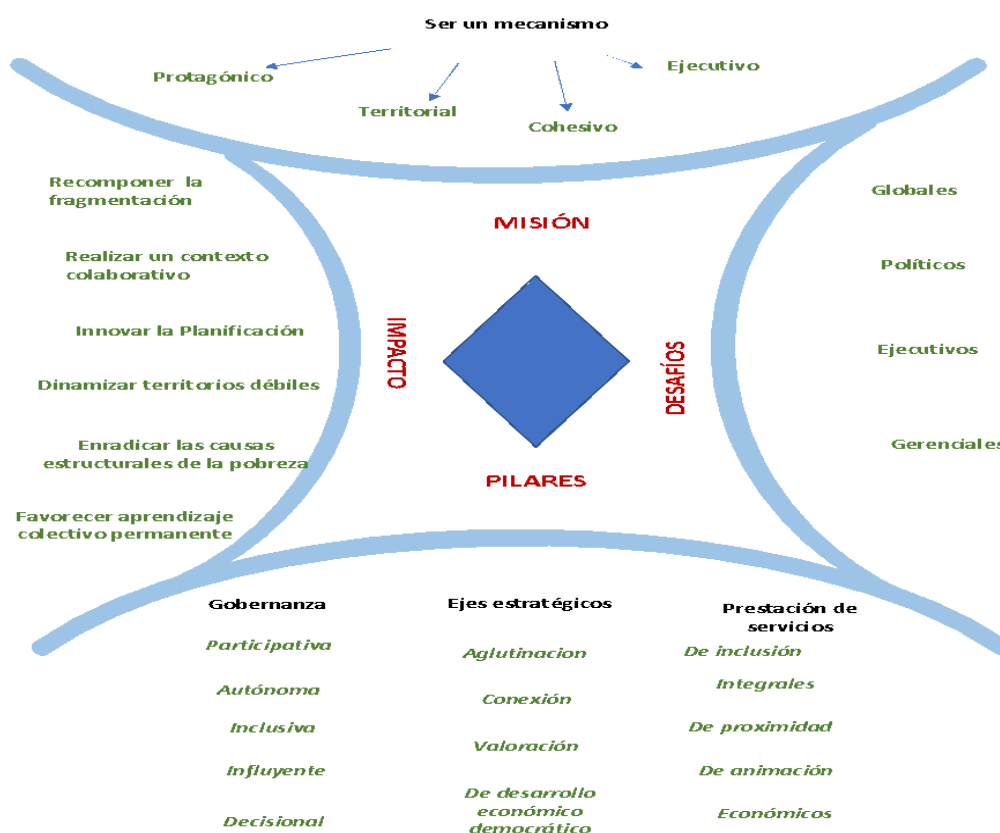 Ser un mecanismo
Protagónico
Ejecutivo
Territorial
Cohesivo
Recomponer la
fragmentación
Realizar un contexto
colaborativo
Innovar la Planificación
Dinamizar territorios débiles
Enradicar las causas
estructurales de la pobreza
Favorecer aprendizaje
colectivo permanente
MISIÓN
IMPACTO
DESAFÍOS
PILARES
Globales
Políticos
Ejecutivos
Gerenciales
Gobernanza
Participativa
Autónoma
Inclusiva
Influyente
Decisional
Ejes estratégicos
Aglutinacion
Conexión
Valoración
De desarrollo
económico
democrático
Prestación de
servicios
De inclusión
Integrales
De proximidad
De animación
Económicos